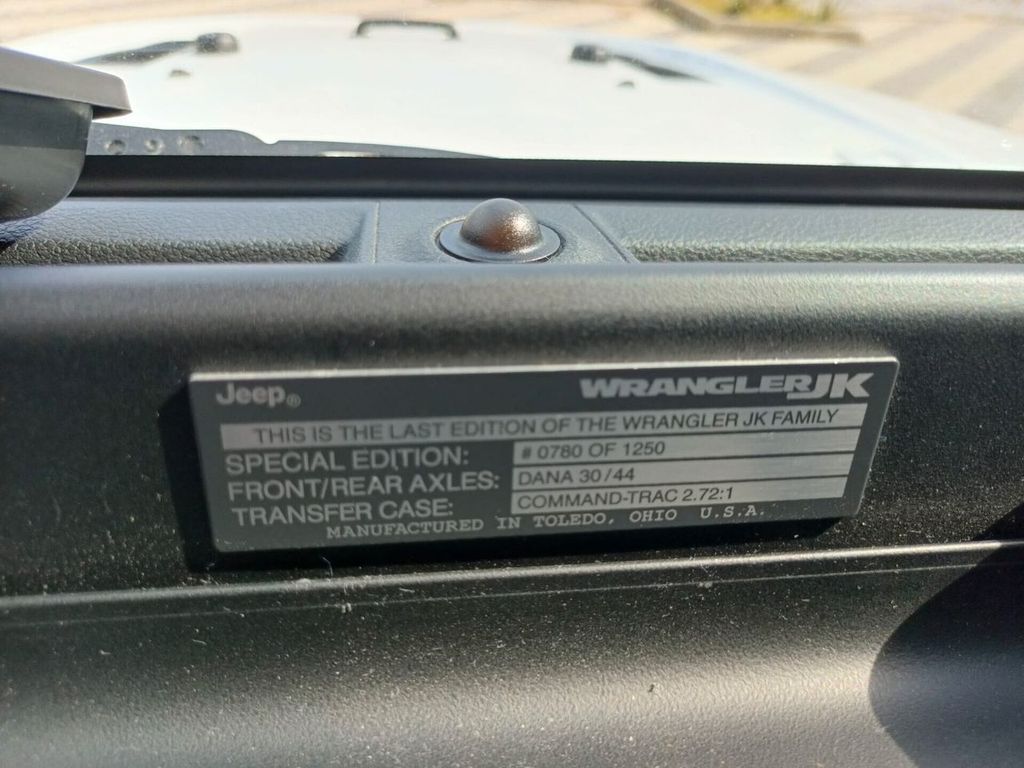 Jeep® WRANGLER JK
THIS IS THE LAST EDITION OF THE WRANGLER JK FAMILY
SPECIAL EDITION: # 0780 OF 1250
FRONT/REAR AXLES: DANA 30/44
TRANSFER CASE: COMMAND-TRAC 2.72:1
MANUFACTURED IN TOLEDO, OHIO U.S.A.